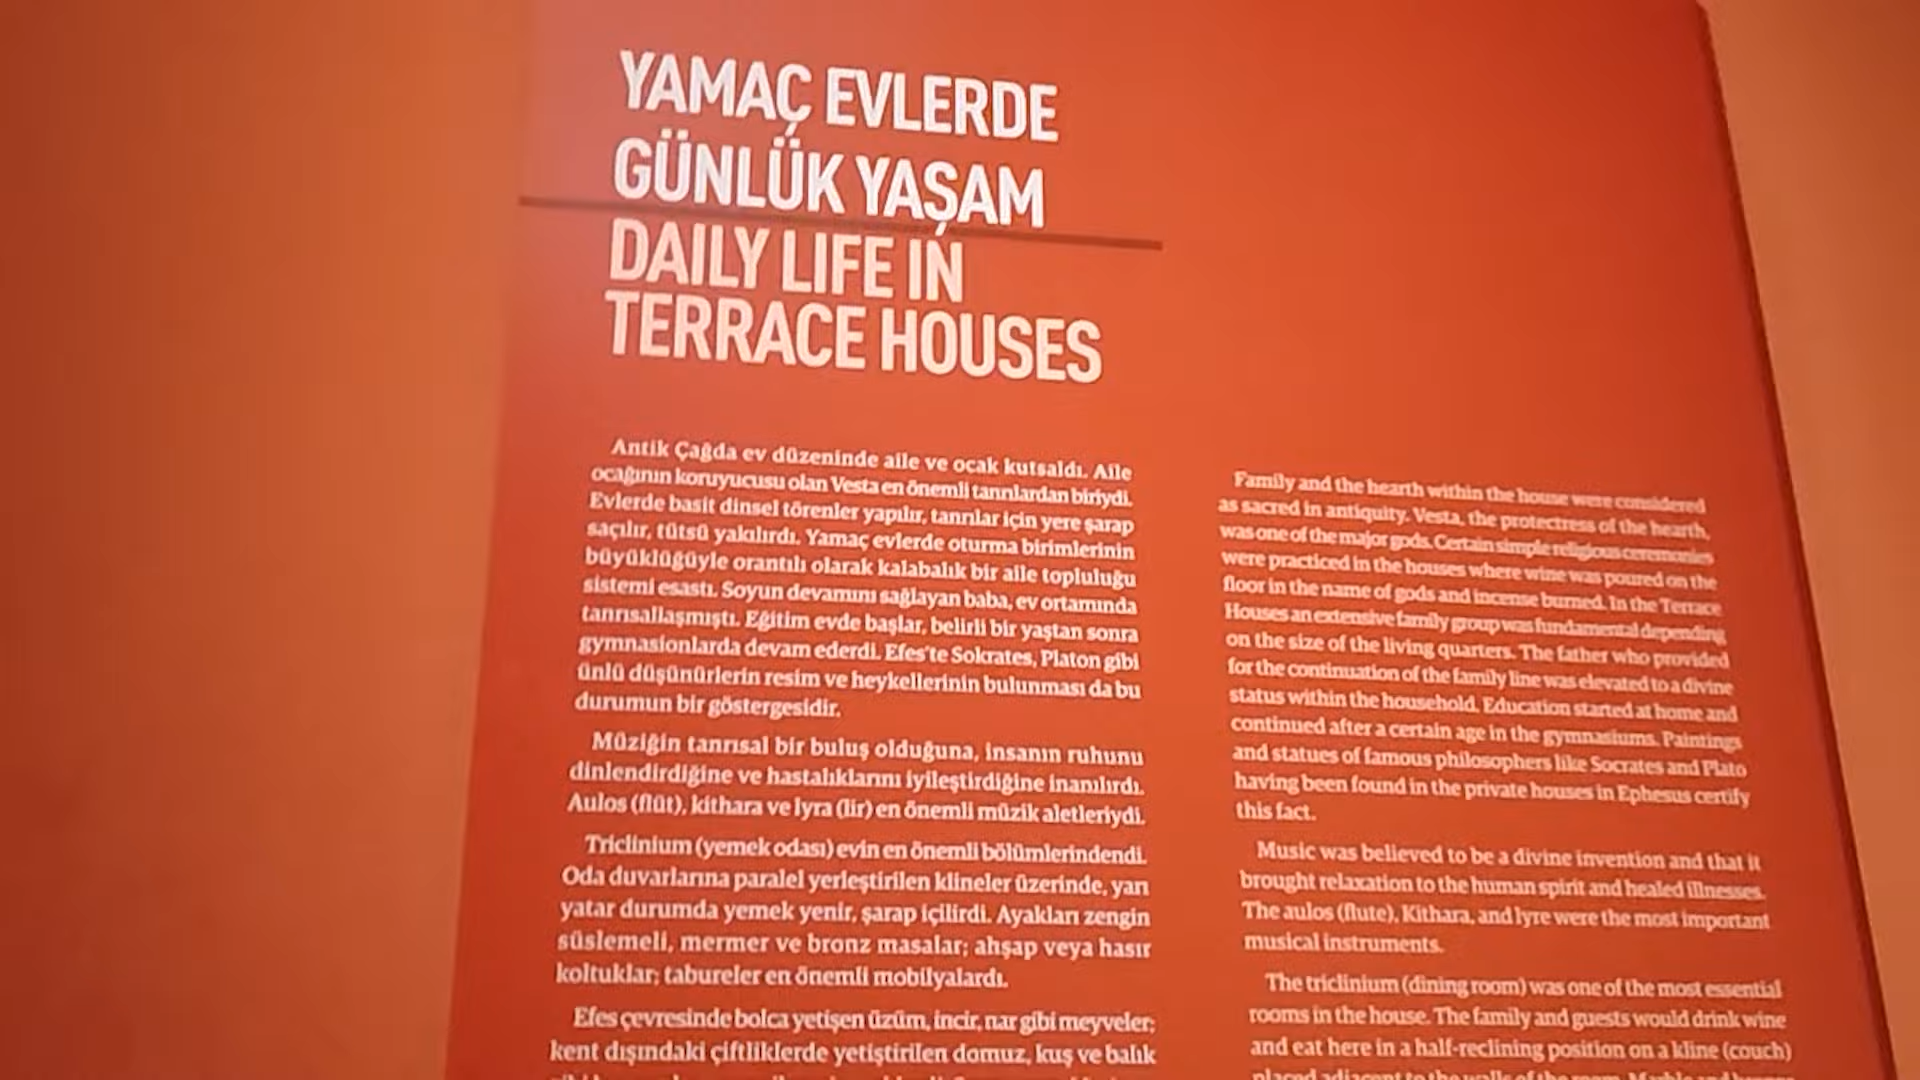 YAMAÇ EVLERDE
GÜNLÜK YAŞAM
DAILY LIFE IN
TERRACE HOUSES
Antik Çağda ev düzeninde aile ve ocak kutsaldı. Aile
ocağının koruyucusu olan Vesta en önemli tanrılardan biriydi.
Evlerde basit dinsel törenler yapılır, tanrılar için yere şarap
saçılır, tütsü yakılırdı. Yamaç evlerde oturma birimlerinin
büyüklüğüyle orantılı olarak kalabalık bir aile topluluğu
sistemi esastı. Soyun devamını sağlayan baba, ev ortamında
tanrısallaşmıştı. Eğitim evde başlar, belirli bir yaştan sonra
gymnasionlarda devam ederdi. Efes'te Sokrates, Platon gibi
ünlü düşünürlerin resim ve heykellerinin bulunması da bu
durumun bir göstergesidir.
Müziğin tanrısal bir buluş olduğuna, insanın ruhunu
dinlendirdiğine ve hastalıklarını iyileştirdiğine inanılırdı.
Aulos (flüt), kithara ve lyra (lir) en önemli müzik aletleriydi.
Triclinium (yemek odası) evin en önemli bölümlerindendi.
Oda duvarlarına paralel yerleştirilen klineler üzerinde, yarı
yatar durumda yemek yenir, şarap içilirdi. Ayakları zengin
süslemeli, mermer ve bronz masalar; ahşap veya hasır
koltuklar; tabureler en önemli mobilyalardı.
Efes çevresinde bolca yetişen üzüm, incir, nar gibi meyveler;
kent dışındaki çiftliklerde yetiştirilen domuz, kuş ve balık
Family and the hearth within the house were considered
as sacred in antiquity. Vesta, the protectress of the hearth,
was one of the major gods. Certain simple religious ceremonies
were practiced in the houses where wine was poured on the
floor in the name of gods and incense burned. In the Terrace
Houses an extensive family group was fundamental depending
on the size of the living quarters. The father who provided
for the continuation of the family line was elevated to a divine
status within the household. Education started at home and
continued after a certain age in the gymnasiums. Paintings
and statues of famous philosophers like Socrates and Plato
having been found in the private houses in Ephesus certify
this fact.
Music was believed to be a divine invention and that it
brought relaxation to the human spirit and healed illnesses.
The aulos (flute), Kithara, and lyre were the most important
musical instruments.
The triclinium (dining room) was one of the most essential
rooms in the house. The family and guests would drink wine
and eat here in a half-reclining position on a kline (couch)
placed adjacent to the walls of the room.